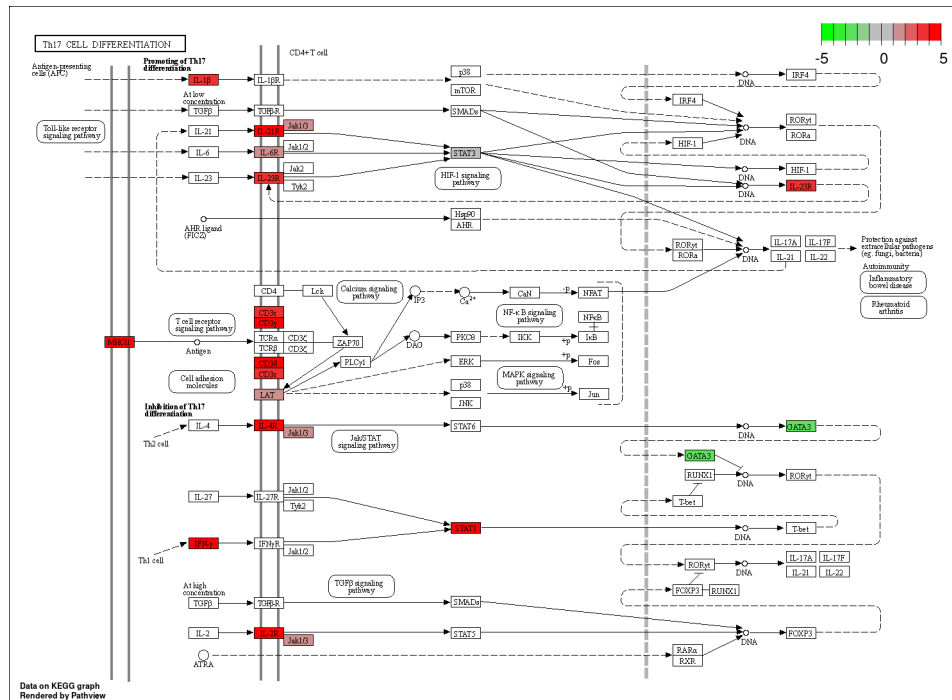 Th17 CELL DIFFERENTIATION
-5 0 5
CD4+ T cell
Antigen-presenting
cells (APC)
Promoting of Th17
differentiation
IL-1β
IL-1βR
p38
mTOR
DNA
IRF4
At low
concentration
TGFβ
TGFβ-R
SMADs
IRF4
RORγt
RORa
DNA
HIF-1
Toll-like receptor
signaling pathway
IL-21
IL-21R
Jak1/3
IL-6
IL-6R
Jak1/2
STAT3
HIF-1 signaling
pathway
DNA
HIF-1
IL-23
IL-23R
Jak2
Tyk2
DNA
IL-23R
AHR ligand
(FICZ)
Hsp90
AHR
RORγt
RORa
DNA
IL-17A
IL-17F
IL-21
IL-22
Protection against
extracellular pathogens
(eg. fungi, bacteria)
Autoimmunity
Inflammatory
bowel disease
Rheumatoid
arthritis
CD4
Lck
Calcium signaling
pathway
IP3
Ca2+
CaN
-p
NFAT
MHCII
T cell receptor
signaling pathway
Antigen
CD3ε
CD3γ
TCRα
CD3ζ
TCRβ
CD3ζ
CD3δ
CD3ε
ZAP70
PLCγ1
DAG
PKCθ
NF-κB signaling
pathway
IKK
+p
NFκB
IκB
Cell adhesion
molecules
LAT
ERK
+p
Fos
MAPK signaling
pathway
p38
JNK
+p
Jun
Inhibition of Th17
differentiation
Th2 cell
IL-4
IL-4R
Jak1/3
Jak/STAT
signaling pathway
STAT6
DNA
GATA3
GATA3
RUNX1
DNA
RORγt
T-bet
IL-27
IL-27R
Jak1/2
Tyk2
STAT1
DNA
T-bet
Th1 cell
IFN-γ
IFNγR
Jak1/2
RORγt
DNA
IL-17A
IL-17F
IL-21
IL-22
FOXP3
RUNX1
At high
concentration
TGFβ
TGFβ-R
TGFβ signaling
pathway
SMADs
IL-2
IL-2R
Jak1/3
STAT5
DNA
FOXP3
ATRA
RARα
RXR
Data on KEGG graph
Rendered by Pathview